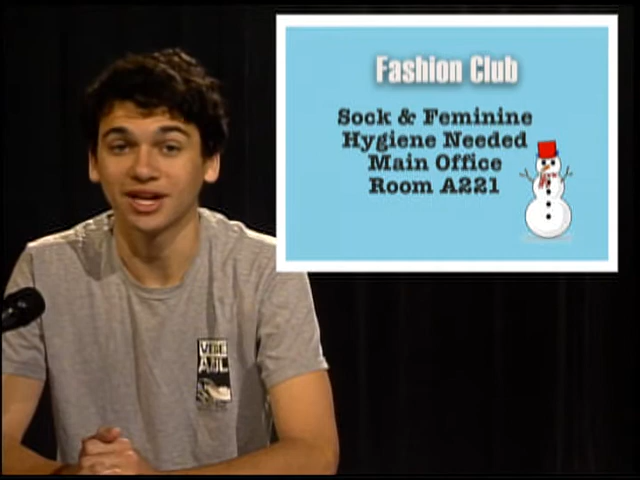 Fashion Club
Sock & Feminine
Hygiene Needed
Main Office
Room A221